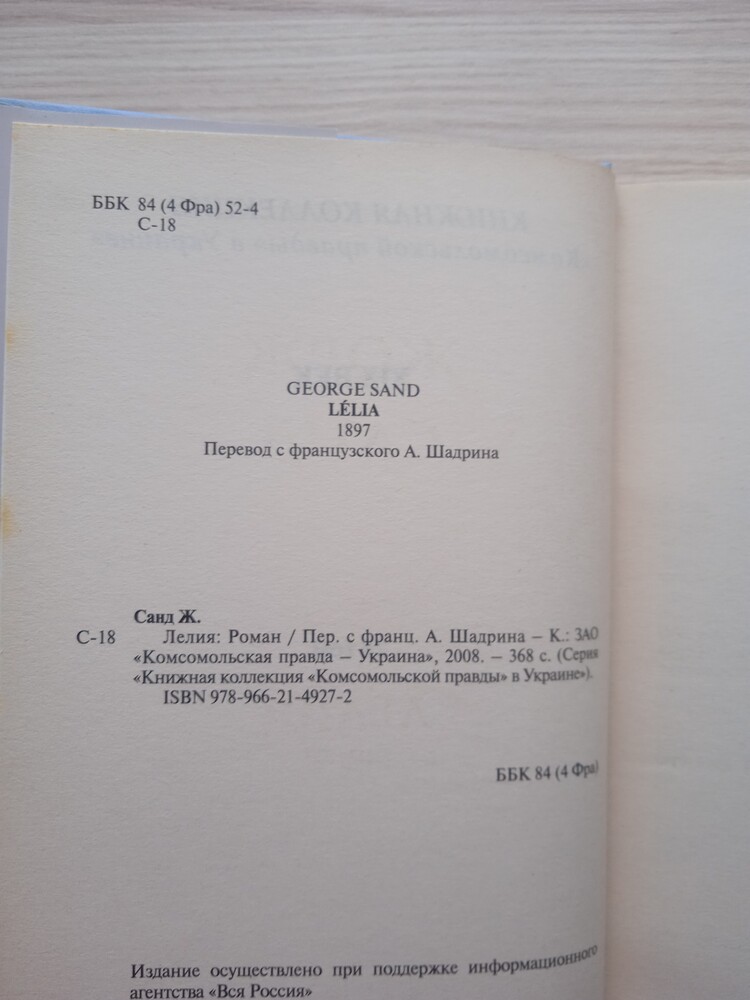 ББК 84 (4 Фра) 52-4
С-18
GEORGE SAND
LÉLIA
1897
Перевод с французского А. Шадрина
Санд Ж.
С-18 Лелия: Роман / Пер. с франц. А. Шадрина – К.: ЗАО
«Комсомольская правда – Украина», 2008. – 368 с. (Серия
«Книжная коллекция «Комсомольской правды» в Украине»).
ISBN 978-966-21-4927-2
ББК 84 (4 Фра)
Издание осуществлено при поддержке информационного
агентства «Вся Россия»